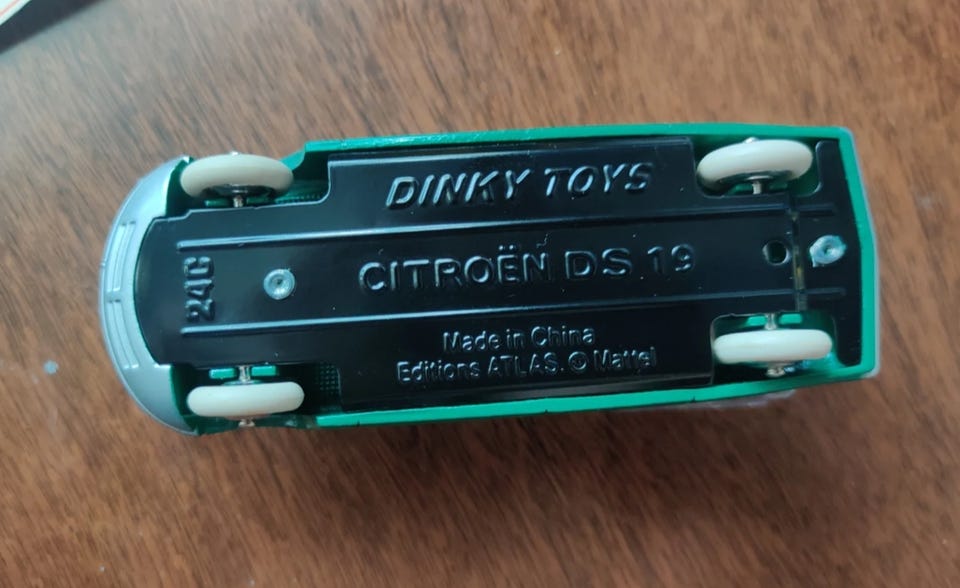 DINKY TOYS
CITROËN DS 19
24C
Made in China
Editions ATLAS. © Mattel